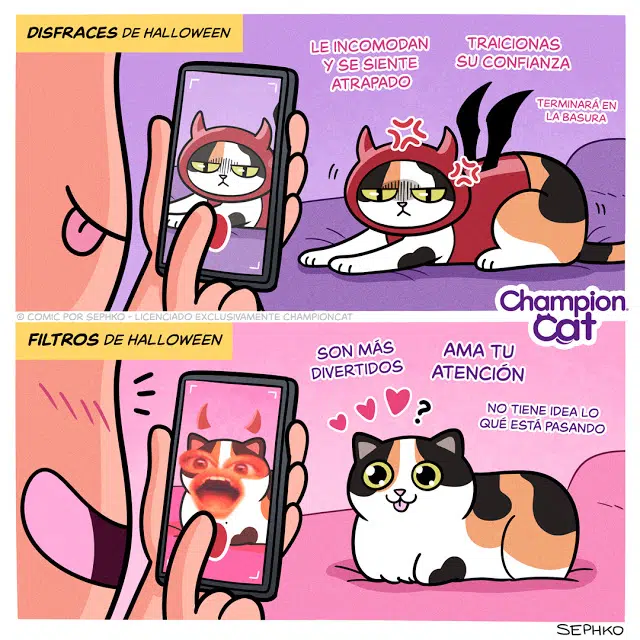 DISFRACES DE HALLOWEEN
LE INCOMODAN
Y SE SIENTE
ATRAPADO
TRAICIONAS
SU CONFIANZA
TERMINARÁ EN
LA BASURA
© COMIC POR SEPHKO - LICENCIADO EXCLUSIVAMENTE CHAMPIONCAT
Champion
Cat
FILTROS DE HALLOWEEN
SON MÁS
DIVERTIDOS
AMA TU
ATENCIÓN
?
NO TIENE IDEA LO
QUÉ ESTÁ PASANDO
SEPHKO